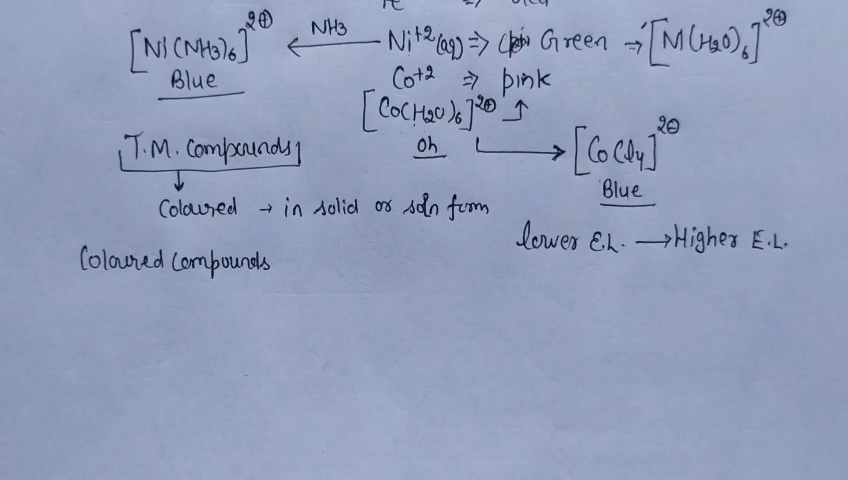 [Ni(NH3)6]2⊕ ←NH3— Ni+2(aq) ⇒ Green ⇒ [M(H2O)6]2⊕
Blue
Co+2 ⇒ pink
[Co(H2O)6]2⊕ ↑
Oh → [CoCl4]2⊖
Blue
T.M. Compounds
↓
Coloured → in solid or soln form
lower E.L. → Higher E.L.
Coloured Compounds